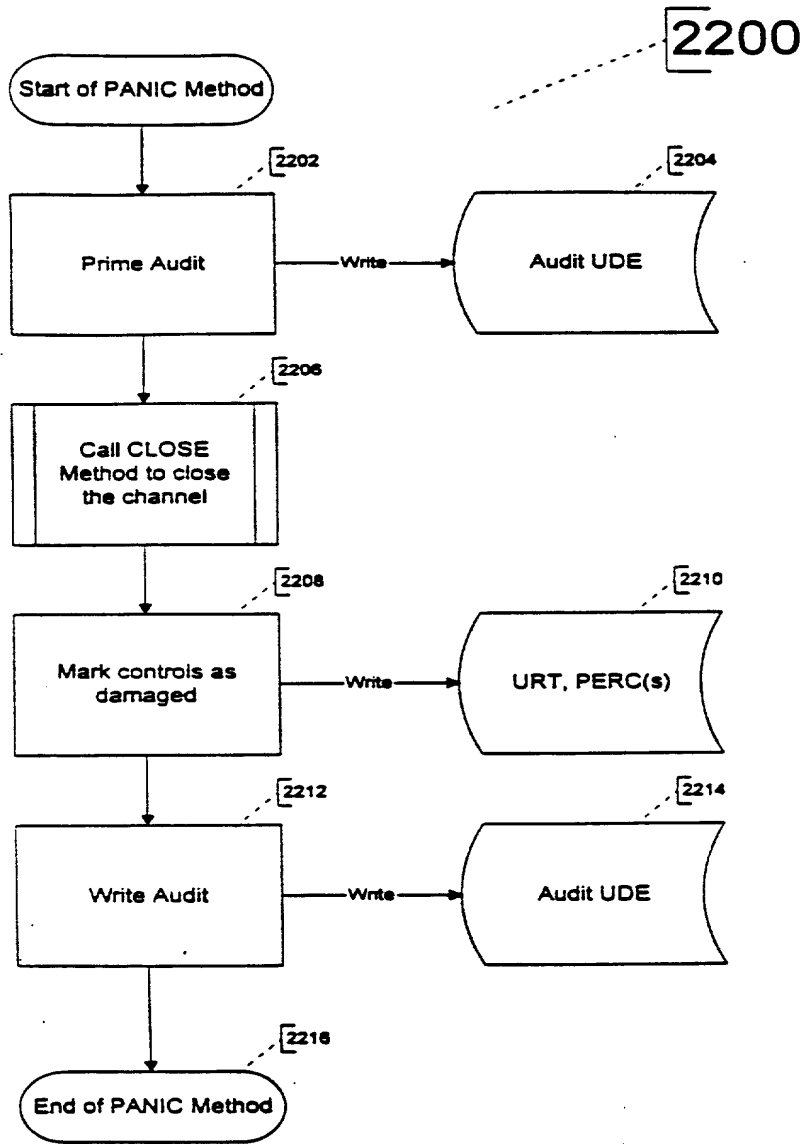 2200
Start of PANIC Method
2202
2204
Prime Audit
Write
Audit UDE
2206
Call CLOSE
Method to close
the channel
2208
2210
Mark controls as
damaged
Write
URT, PERC(s)
2212
2214
Write Audit
Write
Audit UDE
2216
End of PANIC Method